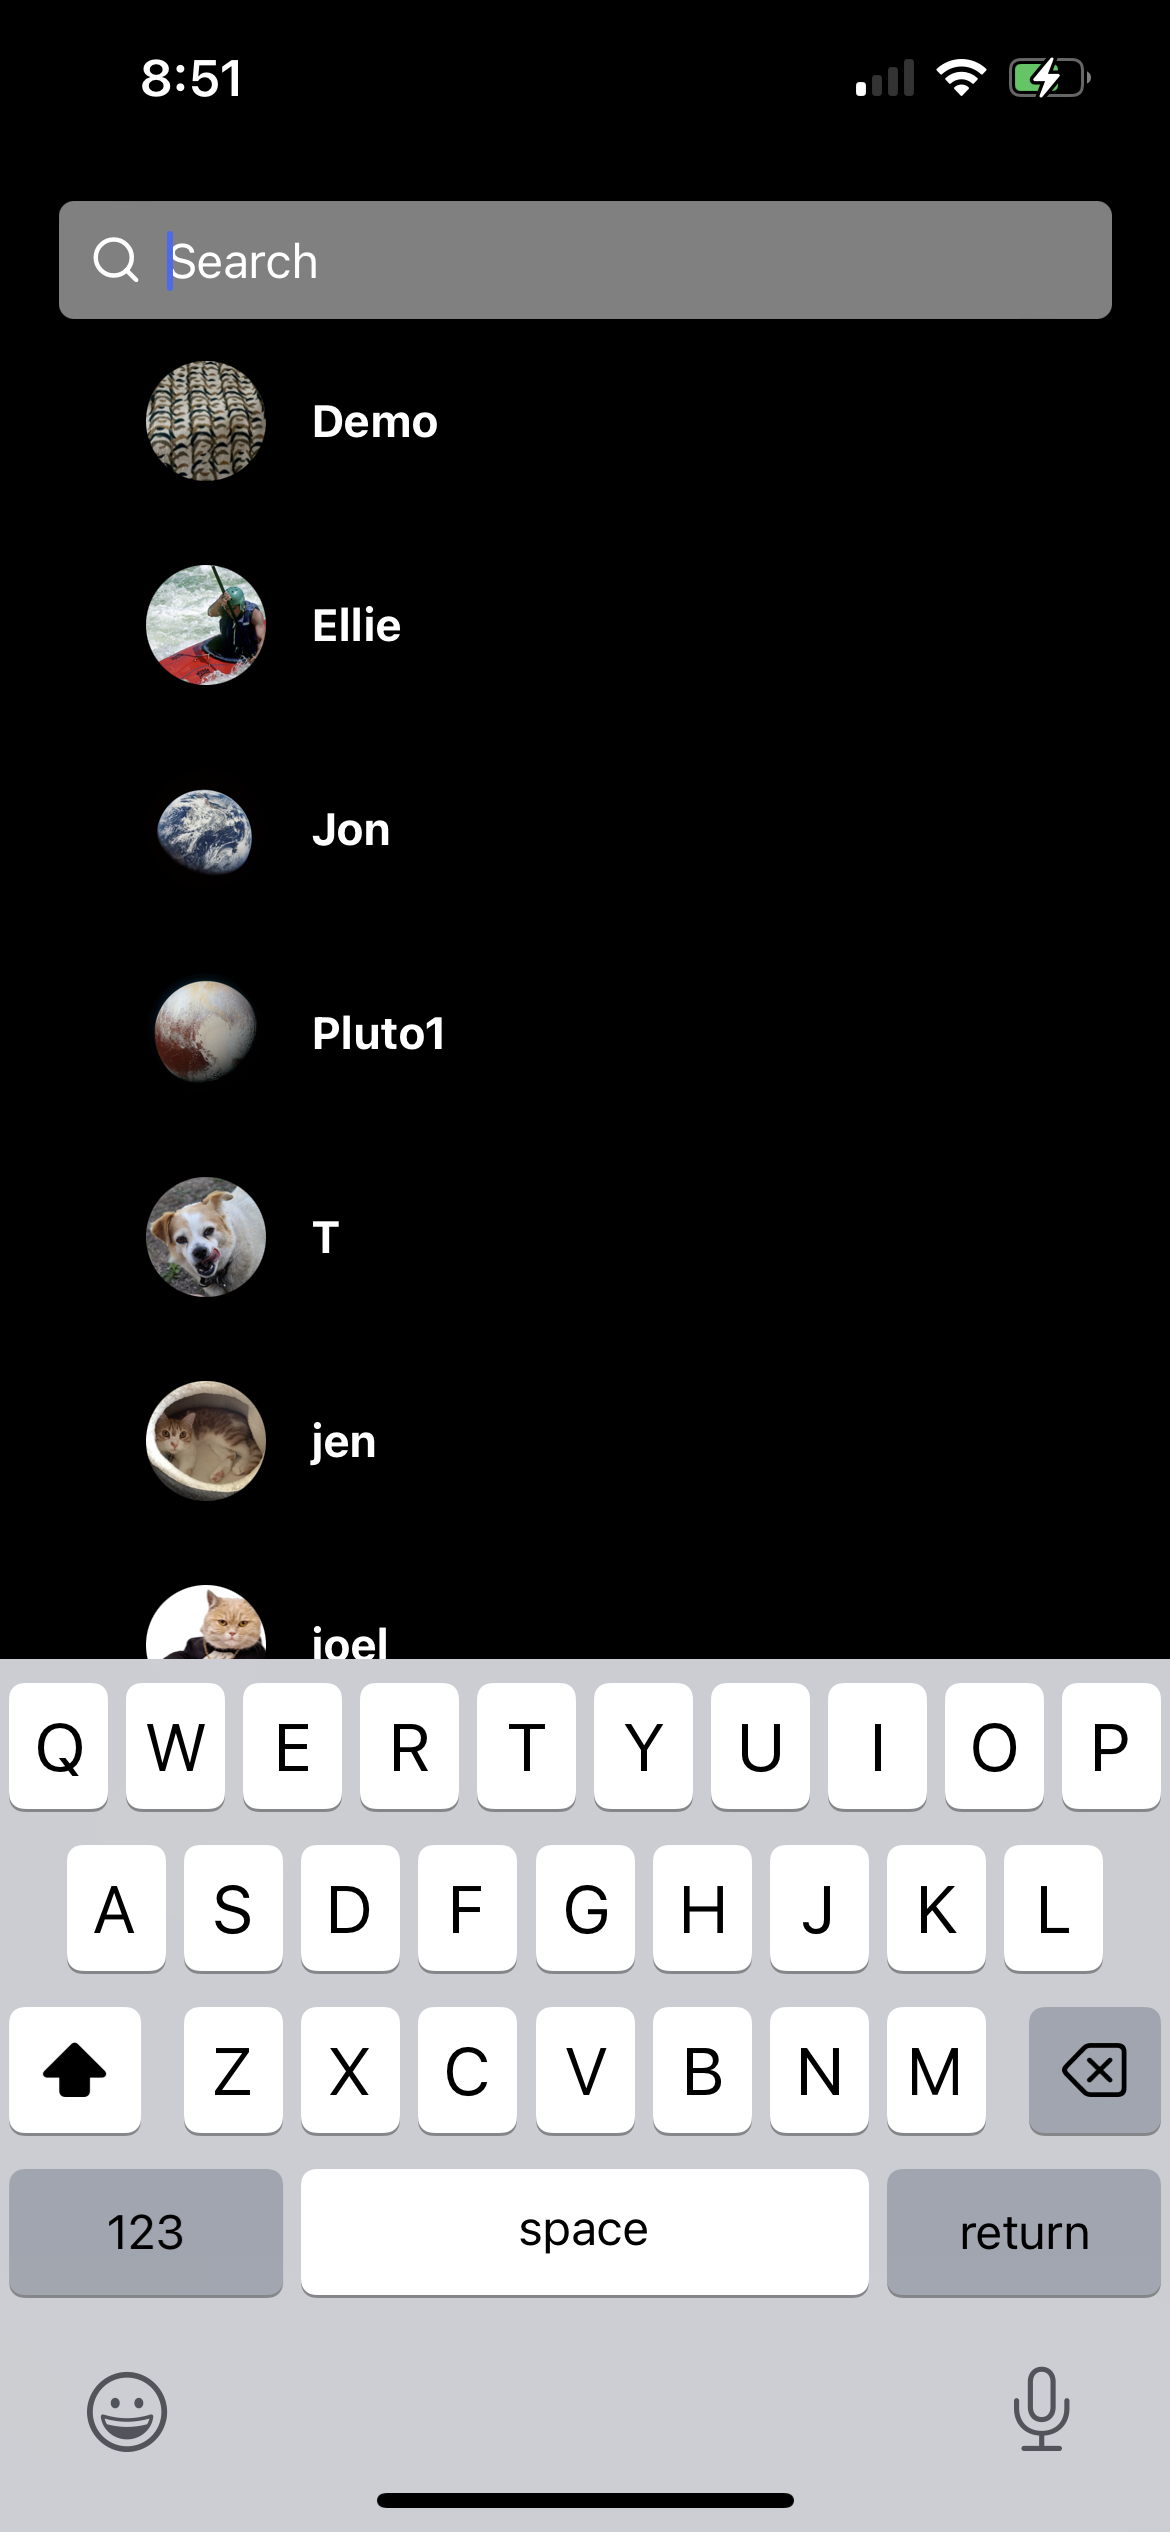 8:51
Search
Demo
Ellie
Jon
Pluto1
T
jen
joel
Q W E R T Y U I O P
A S D F G H J K L
Z X C V B N M
123 space return